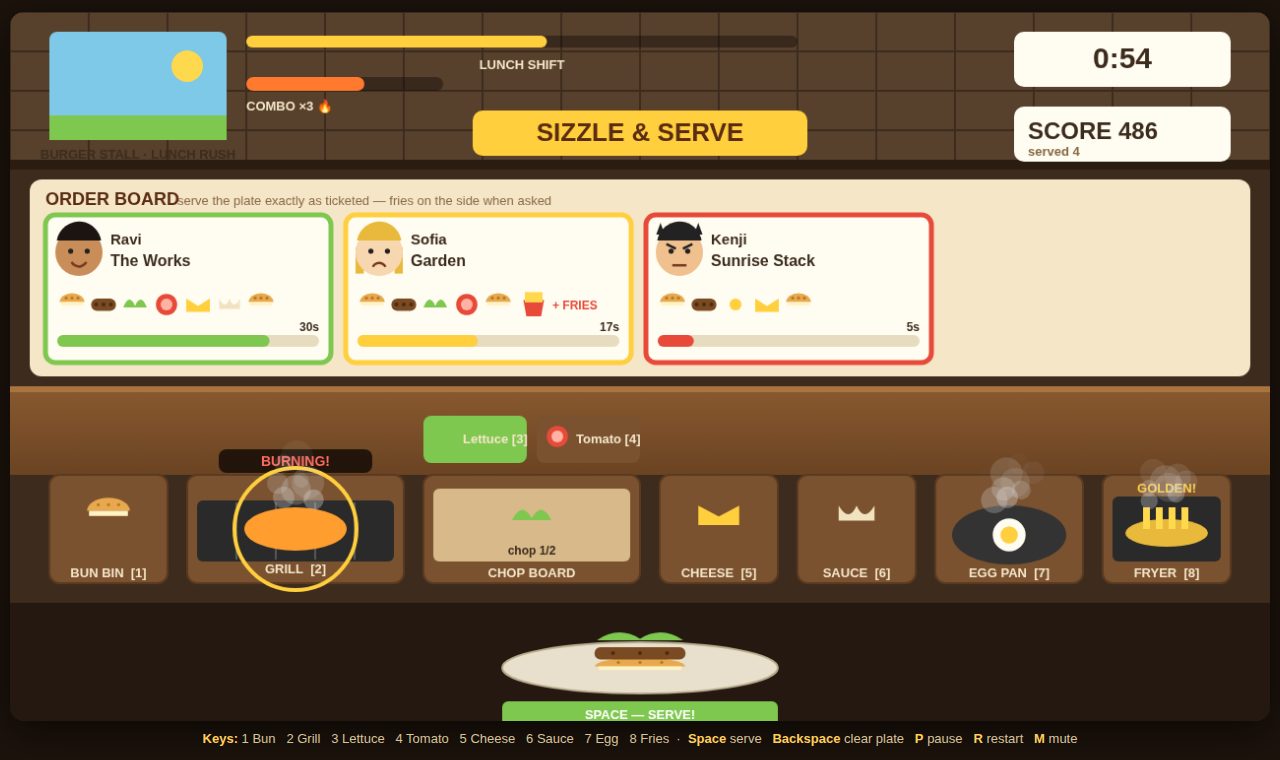 LUNCH SHIFT
COMBO ×3 🔥
BURGER STALL · LUNCH RUSH
SIZZLE & SERVE
0:54
SCORE 486
served 4
ORDER BOARD serve the plate exactly as ticketed — fries on the side when asked
Ravi
The Works
30s
Sofia
Garden
+ FRIES
17s
Kenji
Sunrise Stack
5s
Lettuce [3]
Tomato [4]
BURNING!
GOLDEN!
chop 1/2
BUN BIN [1]
GRILL [2]
CHOP BOARD
CHEESE [5]
SAUCE [6]
EGG PAN [7]
FRYER [8]
SPACE — SERVE!
Keys: 1 Bun 2 Grill 3 Lettuce 4 Tomato 5 Cheese 6 Sauce 7 Egg 8 Fries · Space serve Backspace clear plate P pause R restart M mute